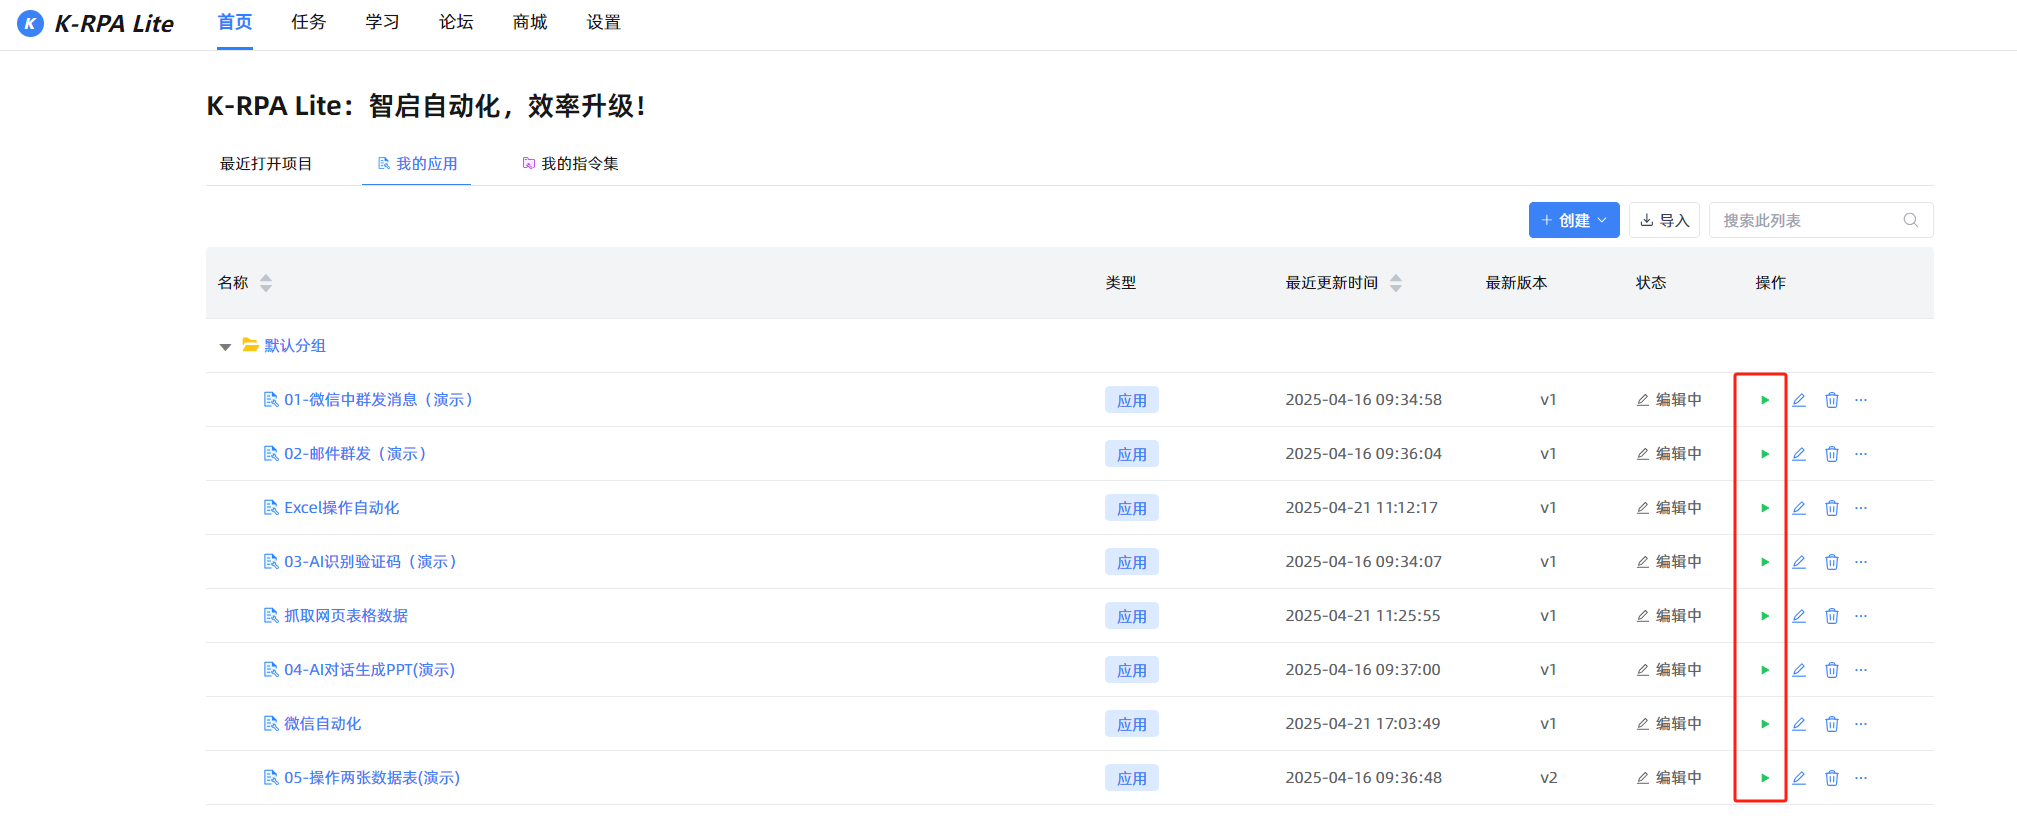 K K-RPA Lite 首页 任务 学习 论坛 商城 设置
K-RPA Lite：智启自动化，效率升级！
最近打开项目 我的应用 我的指令集
+ 创建 导入 搜索此列表
名称 类型 最近更新时间 最新版本 状态 操作
默认分组
01-微信中群发消息（演示） 应用 2025-04-16 09:34:58 v1 编辑中 ···
02-邮件群发（演示） 应用 2025-04-16 09:36:04 v1 编辑中 ···
Excel操作自动化 应用 2025-04-21 11:12:17 v1 编辑中 ···
03-AI识别验证码（演示） 应用 2025-04-16 09:34:07 v1 编辑中 ···
抓取网页表格数据 应用 2025-04-21 11:25:55 v1 编辑中 ···
04-AI对话生成PPT(演示) 应用 2025-04-16 09:37:00 v1 编辑中 ···
微信自动化 应用 2025-04-21 17:03:49 v1 编辑中 ···
05-操作两张数据表(演示) 应用 2025-04-16 09:36:48 v2 编辑中 ···